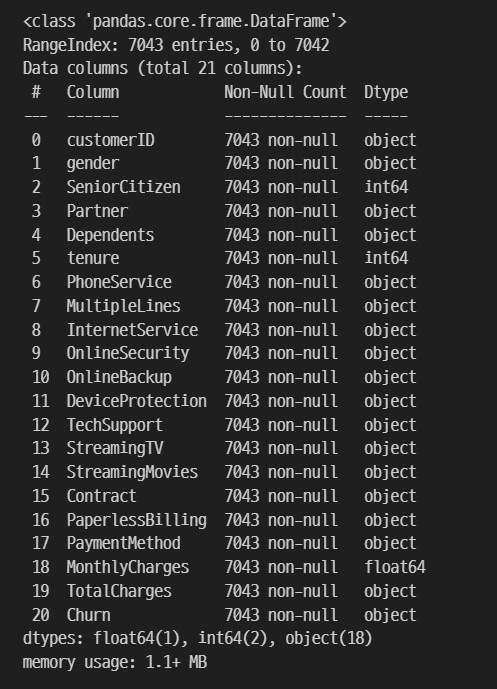 <class 'pandas.core.frame.DataFrame'>
RangeIndex: 7043 entries, 0 to 7042
Data columns (total 21 columns):
 #   Column            Non-Null Count  Dtype
---  ------            --------------  -----
 0   customerID        7043 non-null   object
 1   gender            7043 non-null   object
 2   SeniorCitizen     7043 non-null   int64
 3   Partner           7043 non-null   object
 4   Dependents        7043 non-null   object
 5   tenure            7043 non-null   int64
 6   PhoneService      7043 non-null   object
 7   MultipleLines     7043 non-null   object
 8   InternetService   7043 non-null   object
 9   OnlineSecurity    7043 non-null   object
 10  OnlineBackup      7043 non-null   object
 11  DeviceProtection  7043 non-null   object
 12  TechSupport       7043 non-null   object
 13  StreamingTV       7043 non-null   object
 14  StreamingMovies   7043 non-null   object
 15  Contract          7043 non-null   object
 16  PaperlessBilling  7043 non-null   object
 17  PaymentMethod     7043 non-null   object
 18  MonthlyCharges    7043 non-null   float64
 19  TotalCharges      7043 non-null   object
 20  Churn             7043 non-null   object
dtypes: float64(1), int64(2), object(18)
memory usage: 1.1+ MB